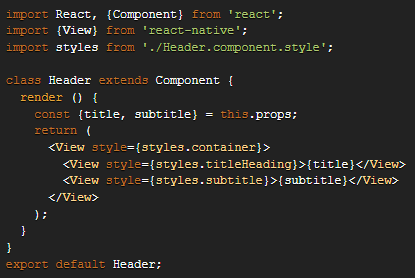 import React, {Component} from 'react';
import {View} from 'react-native';
import styles from './Header.component.style';

class Header extends Component {
  render () {
    const {title, subtitle} = this.props;
    return (
      <View style={styles.container}>
        <View style={styles.titleHeading}>{title}</View>
        <View style={styles.subtitle}>{subtitle}</View>
      </View>
    );
  }
}
export default Header;